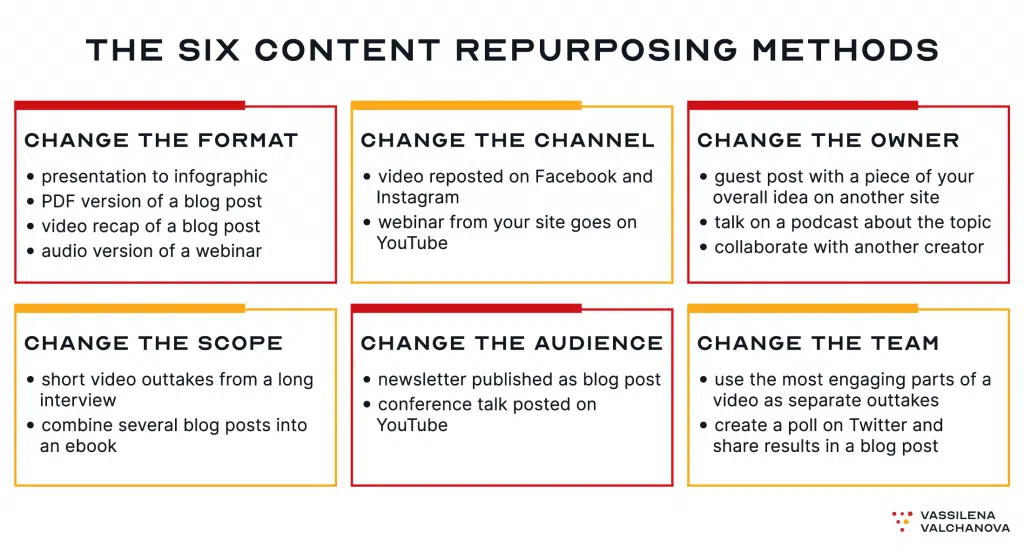 THE SIX CONTENT REPURPOSING METHODS
CHANGE THE FORMAT
• presentation to infographic
• PDF version of a blog post
• video recap of a blog post
• audio version of a webinar
CHANGE THE CHANNEL
• video reposted on Facebook and
Instagram
• webinar from your site goes on
YouTube
CHANGE THE OWNER
• guest post with a piece of your
overall idea on another site
• talk on a podcast about the topic
• collaborate with another creator
CHANGE THE SCOPE
• short video outtakes from a long
interview
• combine several blog posts into
an ebook
CHANGE THE AUDIENCE
• newsletter published as blog post
• conference talk posted on
YouTube
CHANGE THE TEAM
• use the most engaging parts of a
video as separate outtakes
• create a poll on Twitter and
share results in a blog post
VASSILENA
VALCHANOVA